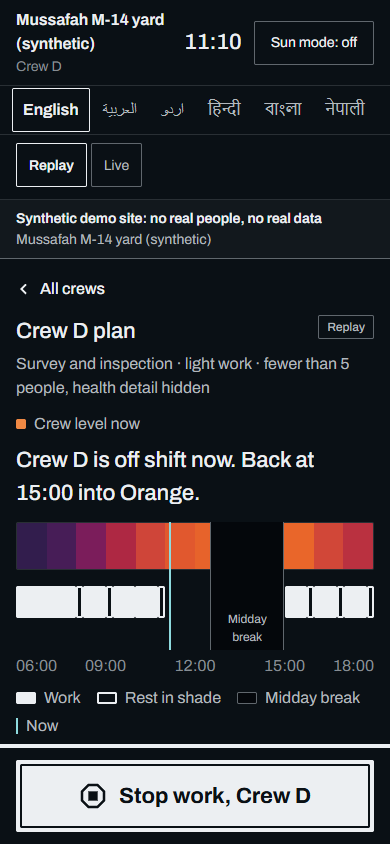 Mussafah M-14 yard
(synthetic)
Crew D
11:10
Sun mode: off
English
العربية
اردو
हिन्दी
বাংলা
नेपाली
Replay
Live
Synthetic demo site: no real people, no real data
Mussafah M-14 yard (synthetic)
All crews
Crew D plan
Replay
Survey and inspection · light work · fewer than 5
people, health detail hidden
Crew level now
Crew D is off shift now. Back at
15:00 into Orange.
Midday
break
06:00 09:00 12:00 15:00 18:00
Work Rest in shade Midday break
Now
Stop work, Crew D